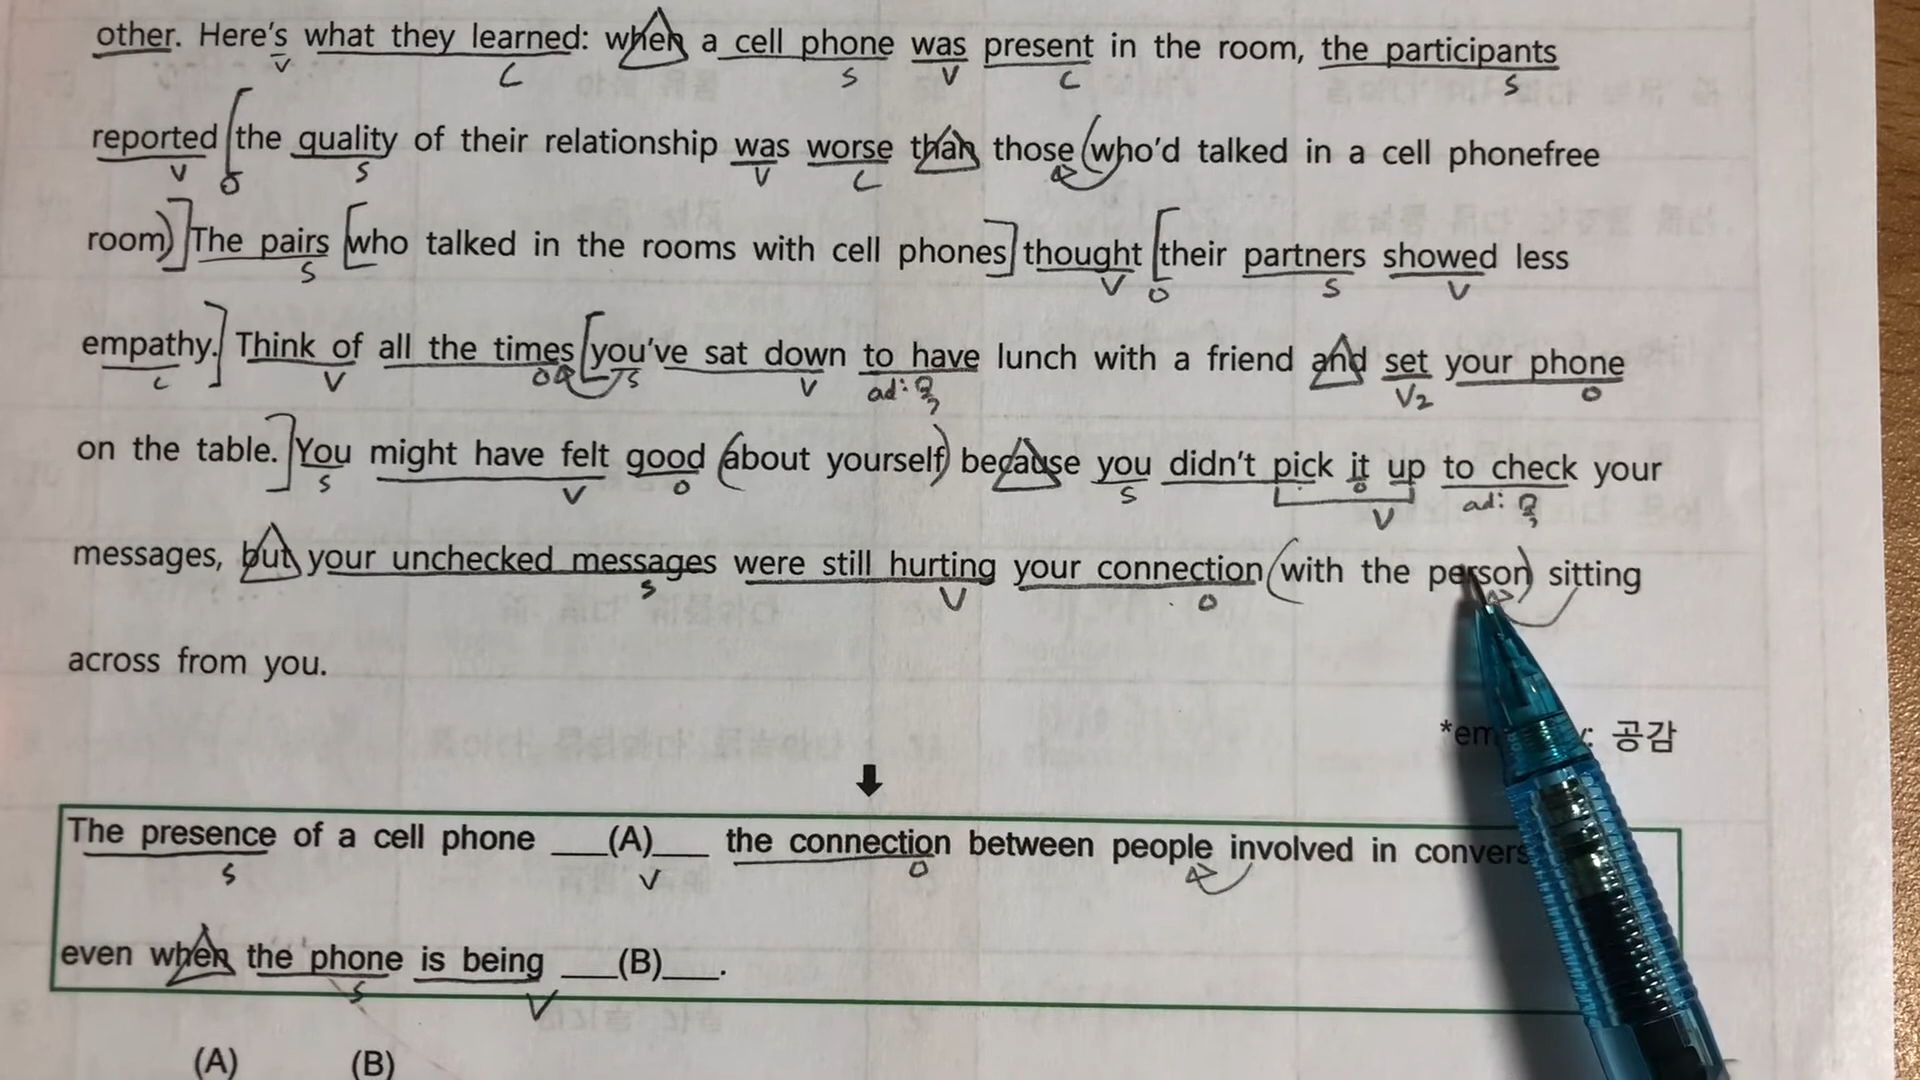 other. Here's what they learned: when a cell phone was present in the room, the participants
V C S V C S
reported the quality of their relationship was worse than those who'd talked in a cell phonefree
V O S V C
room) The pairs who talked in the rooms with cell phones thought their partners showed less
S V O S V
empathy. Think of all the times you've sat down to have lunch with a friend and set your phone
C V O S V ad: V2 O
on the table. You might have felt good (about yourself) because you didn't pick it up to check your
S V O S O V ad:
messages, but your unchecked messages were still hurting your connection (with the person) sitting
S V O
across from you.
공감
The presence of a cell phone (A) the connection between people involved in
S V O
even when the phone is being (B).
S V
(A) (B)